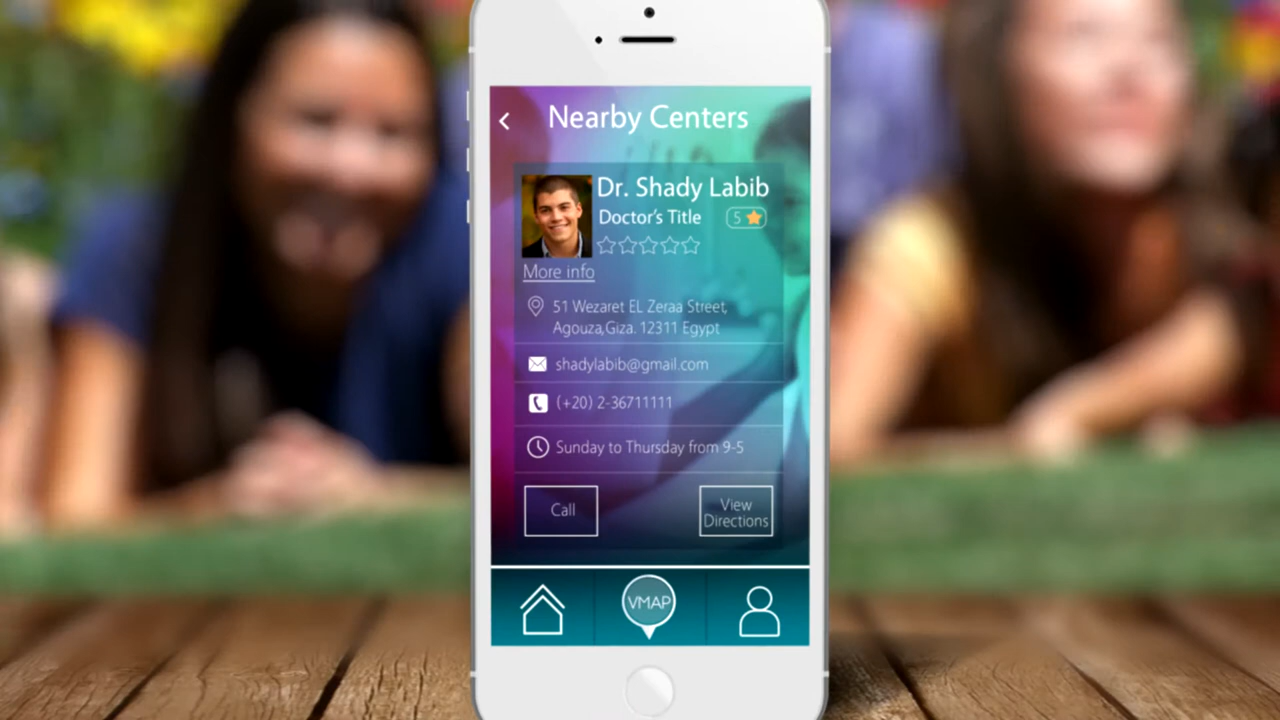 Nearby Centers
Dr. Shady Labib
Doctor's Title
5
More info
51 Wezaret EL Zeraa Street,
Agouza,Giza. 12311 Egypt
shadylabib@gmail.com
(+20) 2-36711111
Sunday to Thursday from 9-5
Call
View
Directions
VMAP